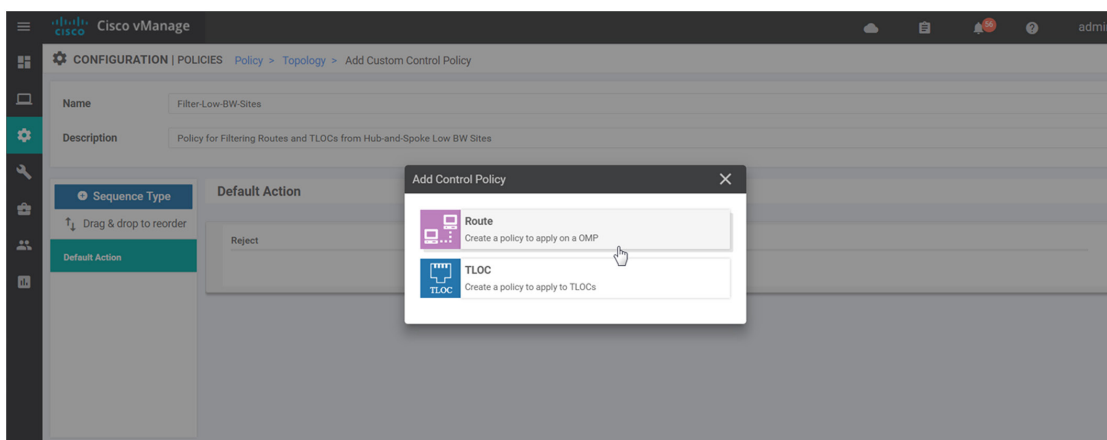 cisco
Cisco vManage
56
admi
CONFIGURATION | POLICIES Policy > Topology > Add Custom Control Policy
Name
Filter-Low-BW-Sites
Description
Policy for Filtering Routes and TLOCs from Hub-and-Spoke Low BW Sites
Sequence Type
Drag & drop to reorder
Default Action
Default Action
Reject
Add Control Policy
Route
Create a policy to apply on a OMP
TLOC
TLOC
Create a policy to apply to TLOCs